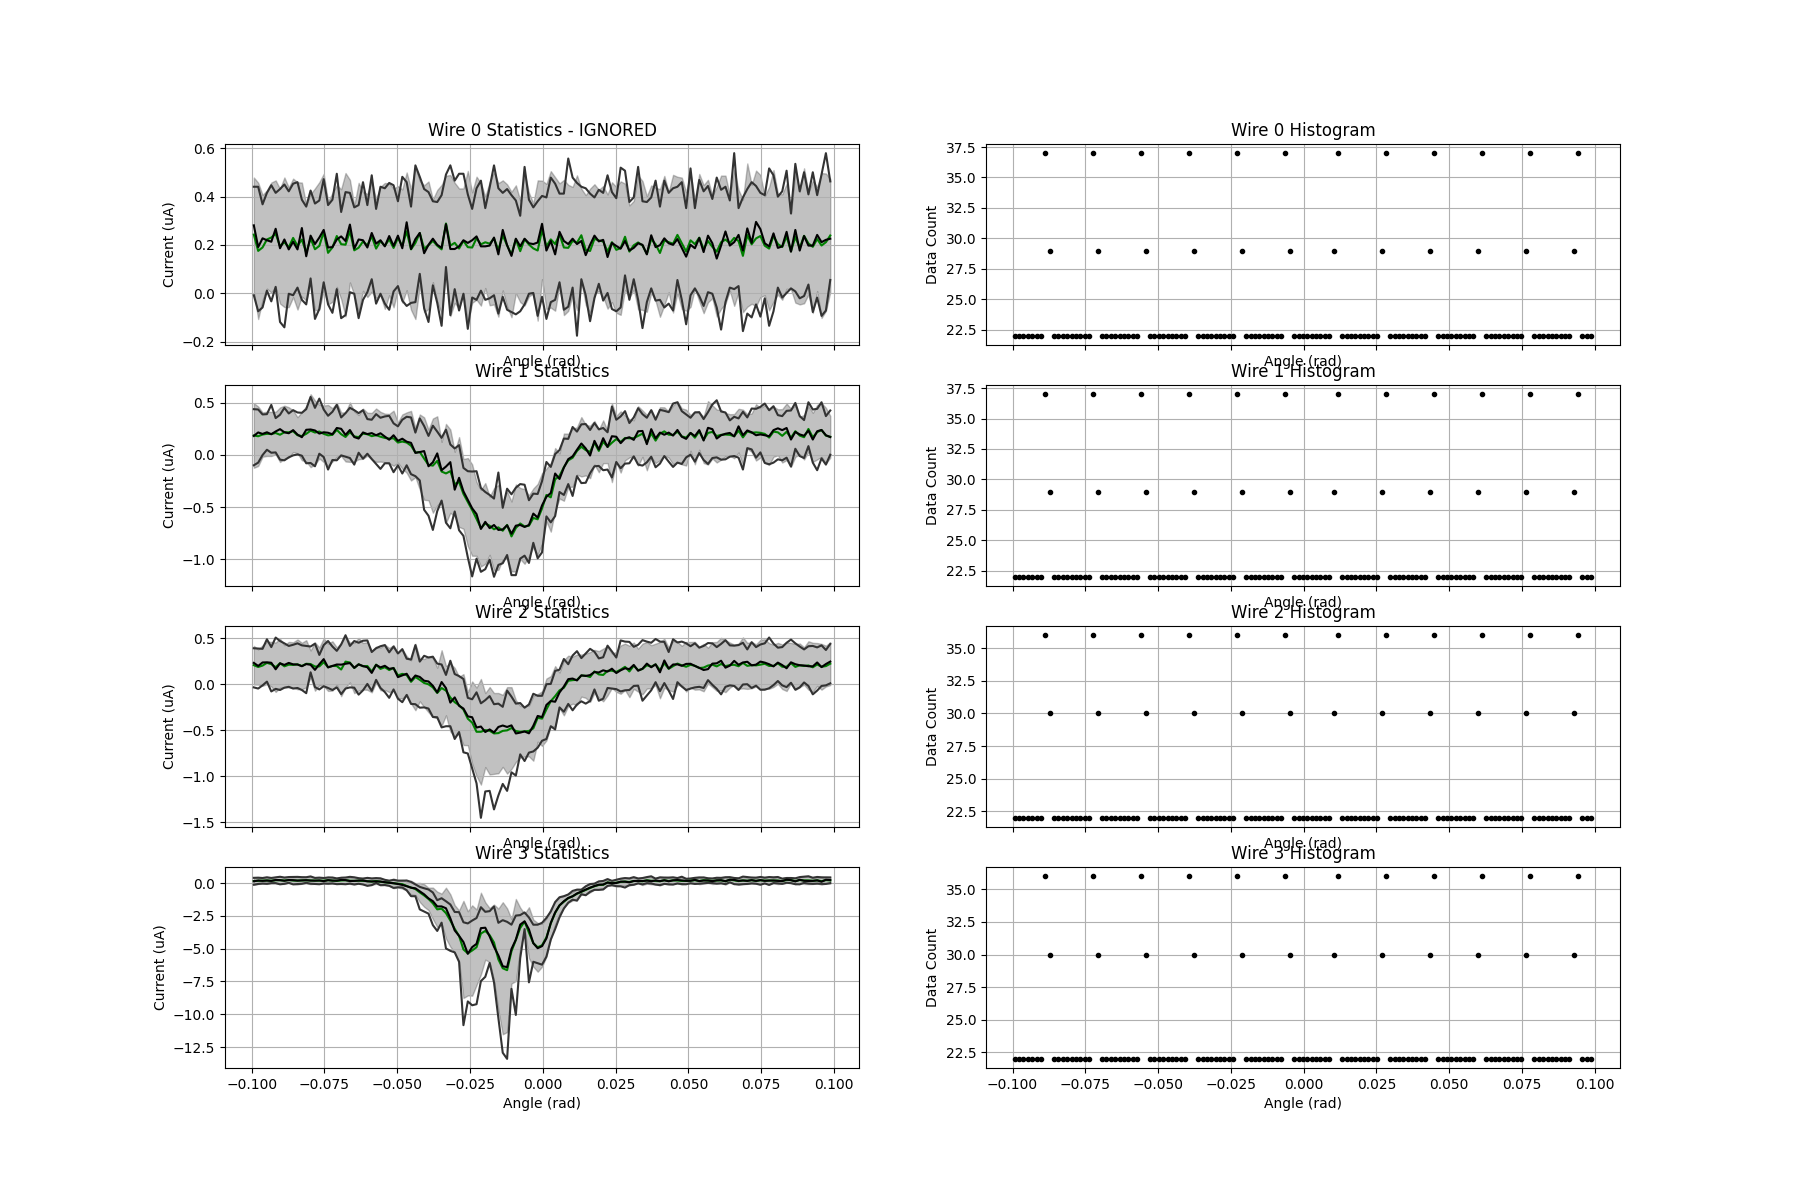 Wire 0 Statistics - IGNORED
0.6
0.4
0.2
0.0
−0.2
Current (uA)
Angle (rad)
Wire 0 Histogram
37.5
35.0
32.5
30.0
27.5
25.0
22.5
Data Count
Angle (rad)
Wire 1 Statistics
0.5
0.0
−0.5
−1.0
Current (uA)
Angle (rad)
Wire 1 Histogram
37.5
35.0
32.5
30.0
27.5
25.0
22.5
Data Count
Angle (rad)
Wire 2 Statistics
0.5
0.0
−0.5
−1.0
−1.5
Current (uA)
Angle (rad)
Wire 2 Histogram
35.0
32.5
30.0
27.5
25.0
22.5
Data Count
Angle (rad)
Wire 3 Statistics
0.0
−2.5
−5.0
−7.5
−10.0
−12.5
Current (uA)
−0.100 −0.075 −0.050 −0.025 0.000 0.025 0.050 0.075 0.100
Angle (rad)
Wire 3 Histogram
35.0
32.5
30.0
27.5
25.0
22.5
Data Count
−0.100 −0.075 −0.050 −0.025 0.000 0.025 0.050 0.075 0.100
Angle (rad)